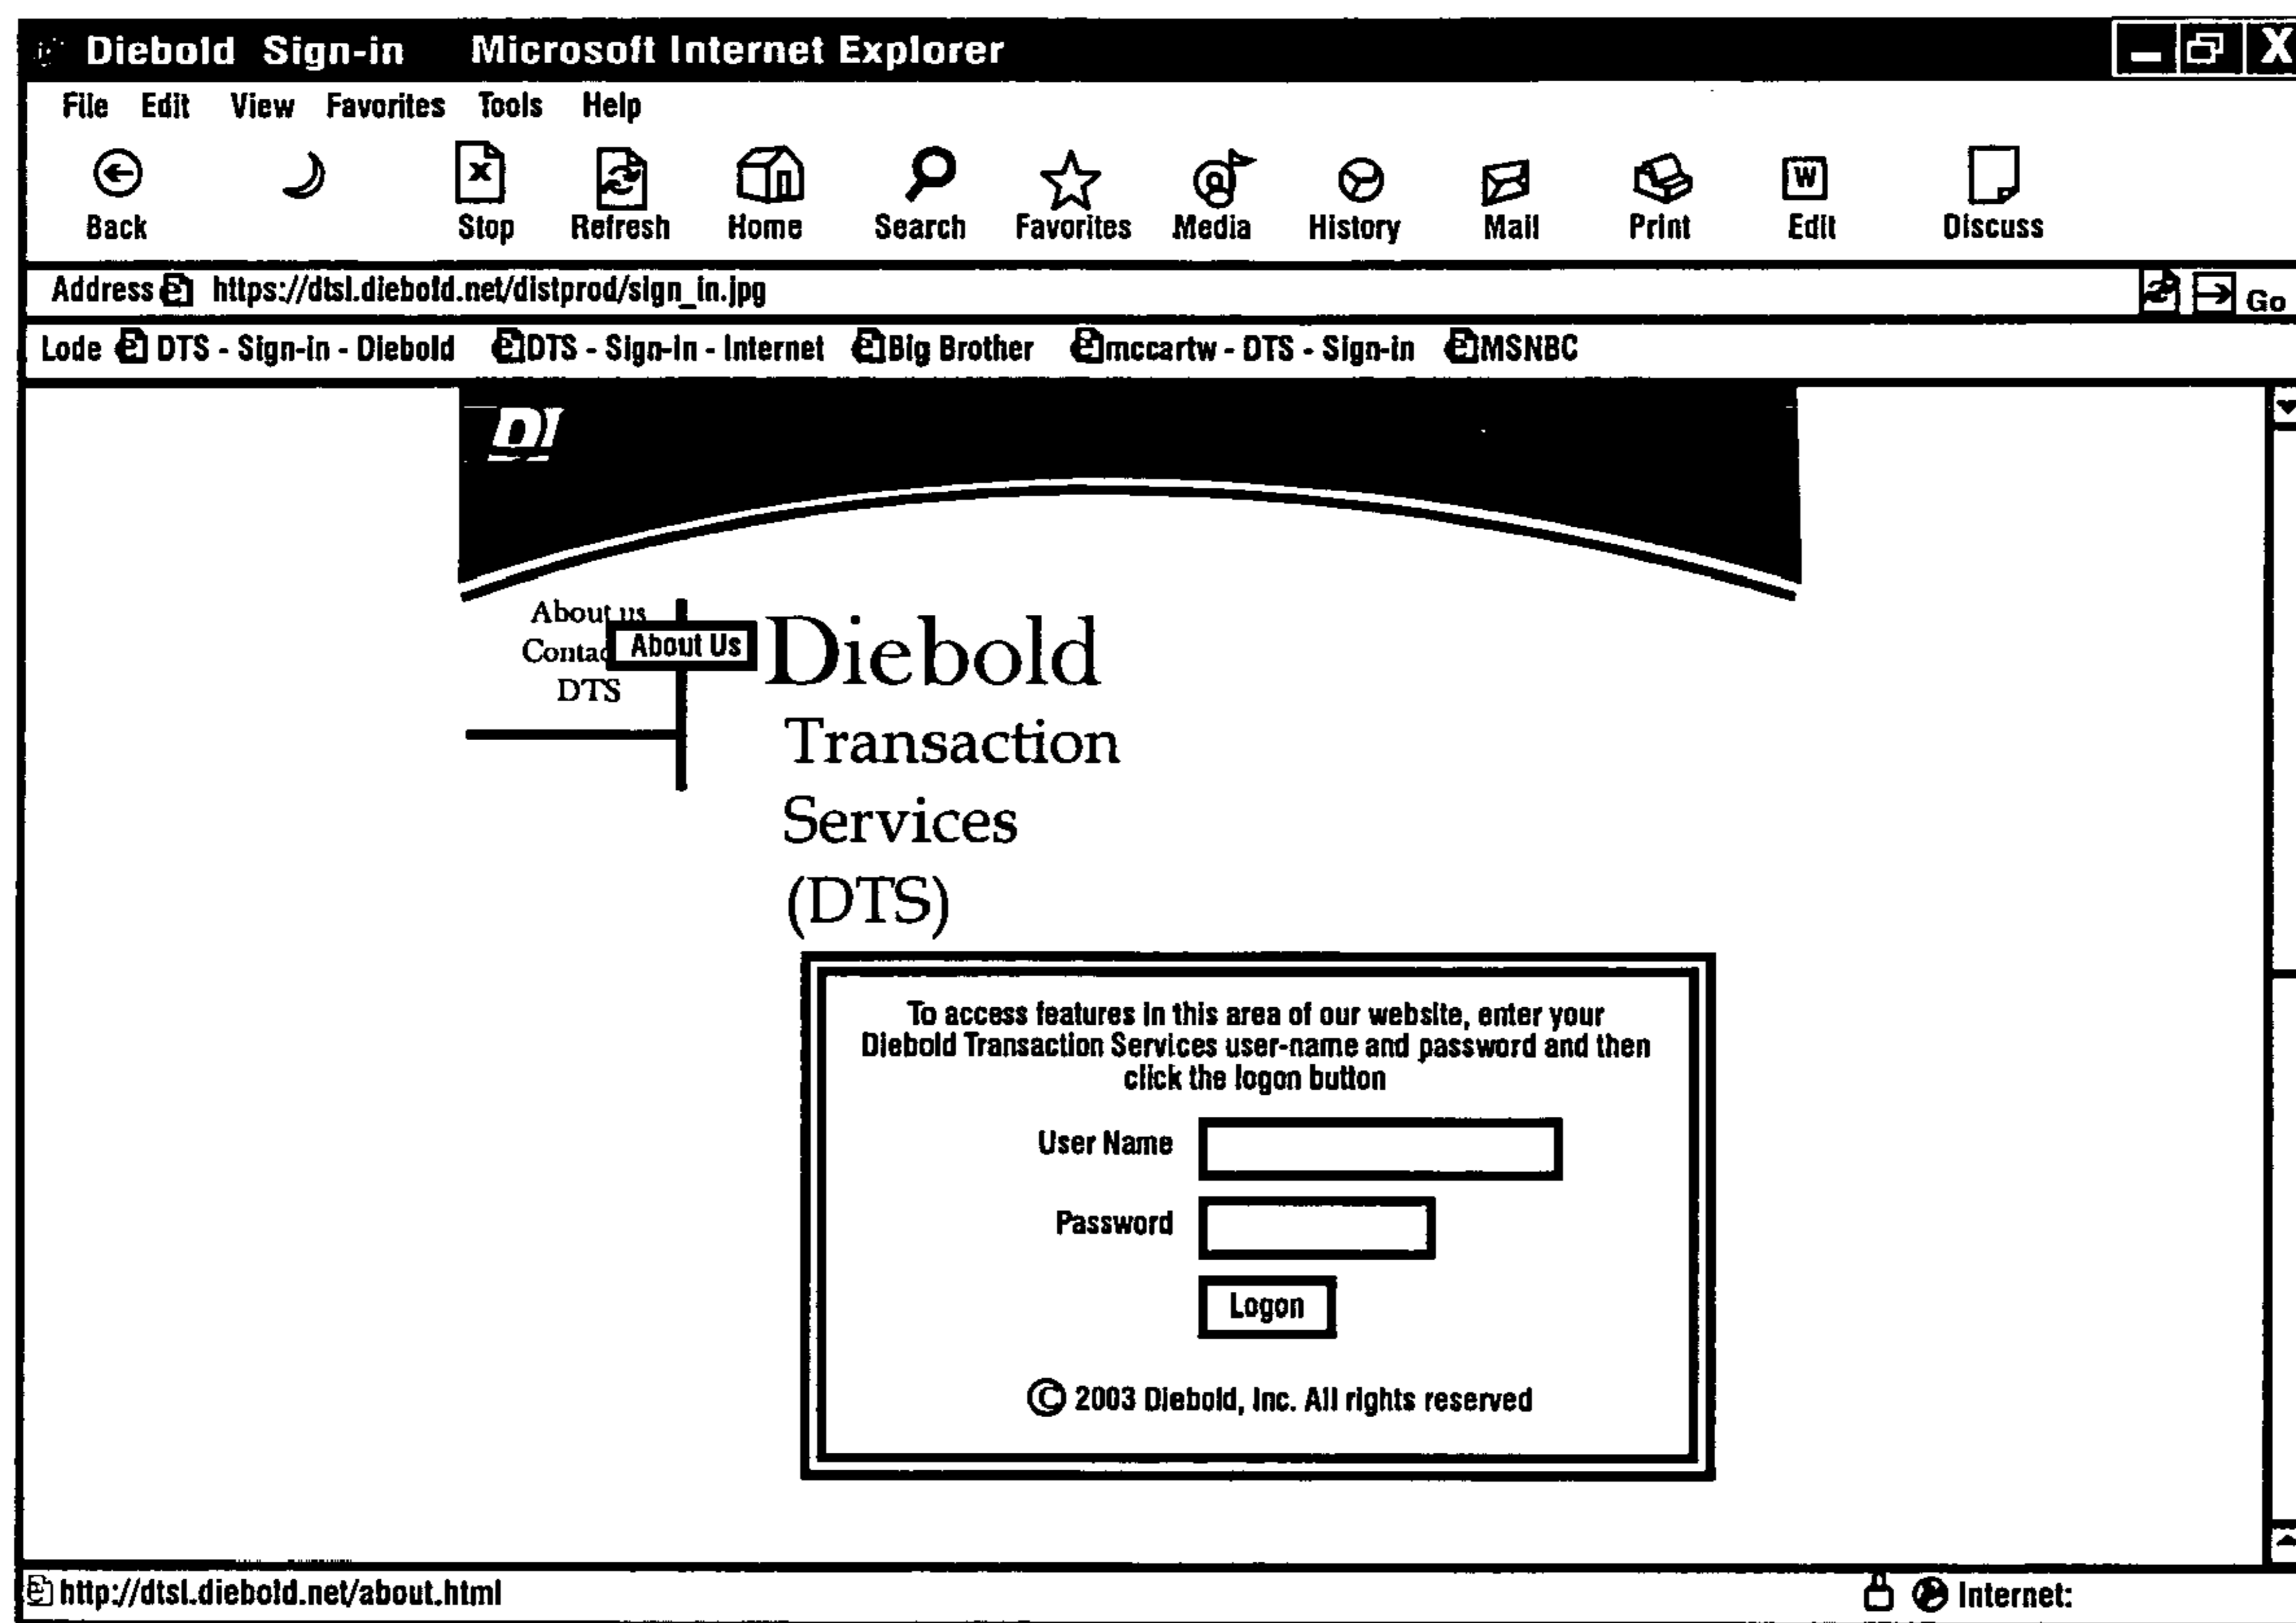 Diebold Sign-in Microsoft Internet Explorer
File Edit View Favorites Tools Help
Back Stop Refresh Home Search Favorites Media History Mail Print Edit Discuss
Address https://dtsl.diebold.net/distprod/sign_in.jpg Go
Lode DTS - Sign-in - Diebold DTS - Sign-in - Internet Big Brother mccartw - DTS - Sign-in MSNBC
DI
About us
Contac
DTS
About Us
Diebold
Transaction
Services
(DTS)
To access features in this area of our website, enter your
Diebold Transaction Services user-name and password and then
click the logon button
User Name
Password
Logon
© 2003 Diebold, Inc. All rights reserved
http://dtsl.diebold.net/about.html Internet: